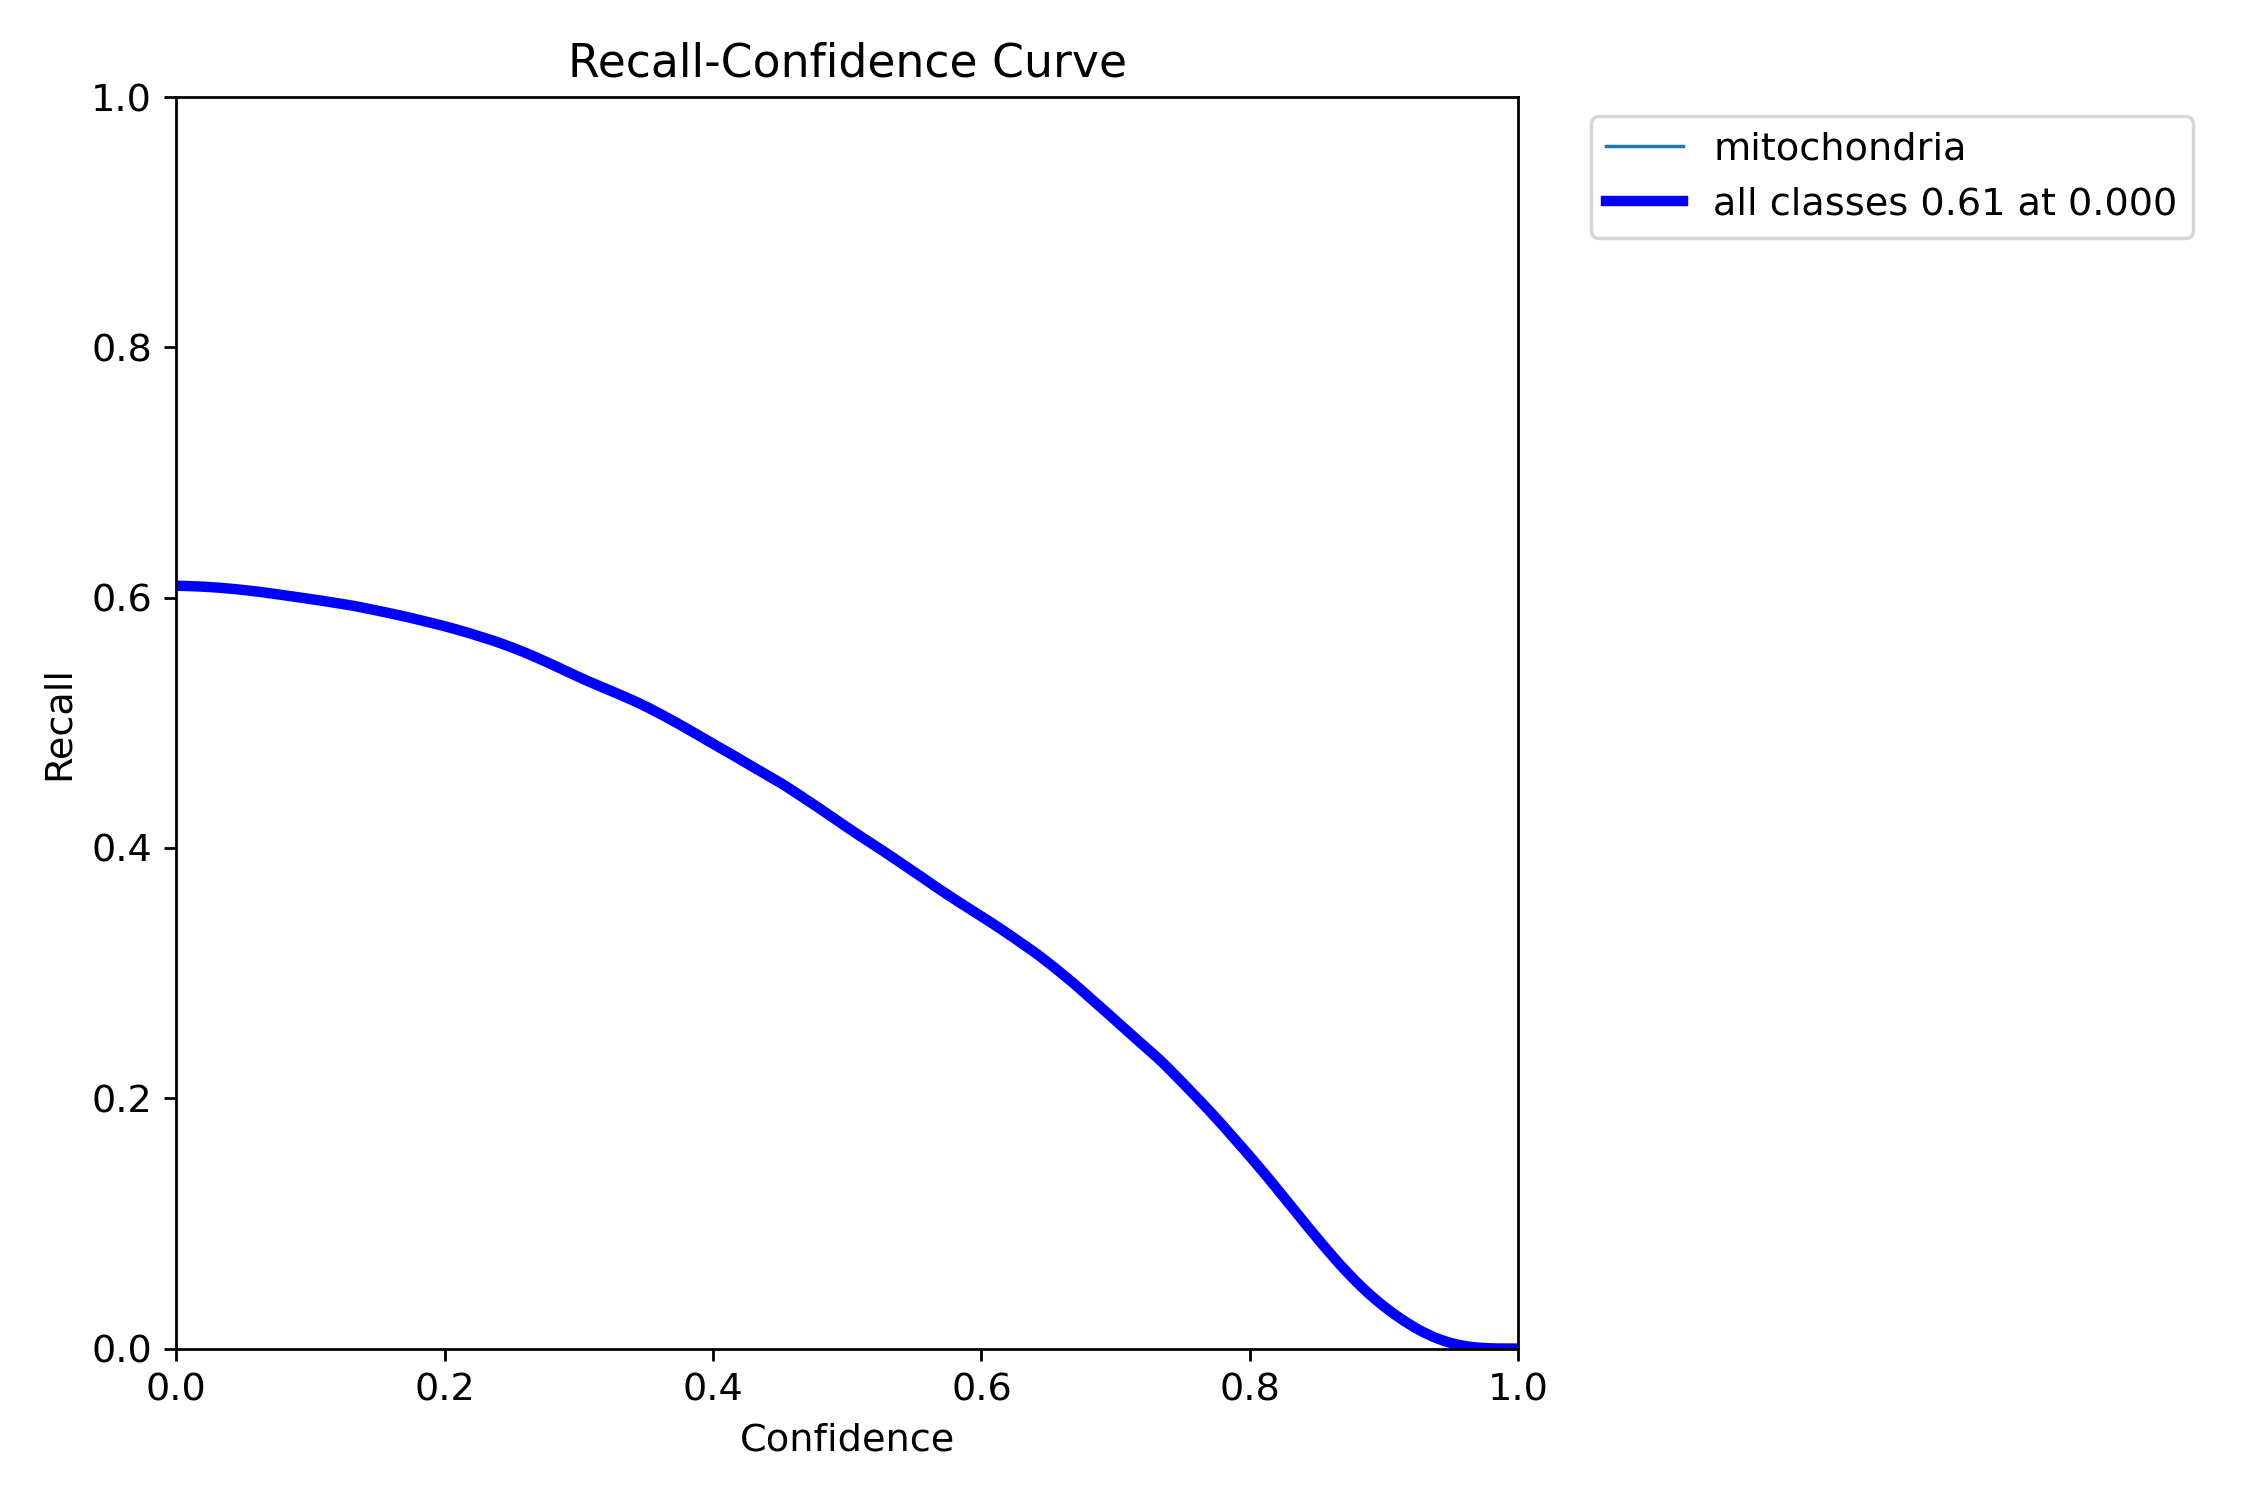 Recall-Confidence Curve
1.0
0.8
0.6
0.4
0.2
0.0
Recall
0.0 0.2 0.4 0.6 0.8 1.0
Confidence
mitochondria
all classes 0.61 at 0.000